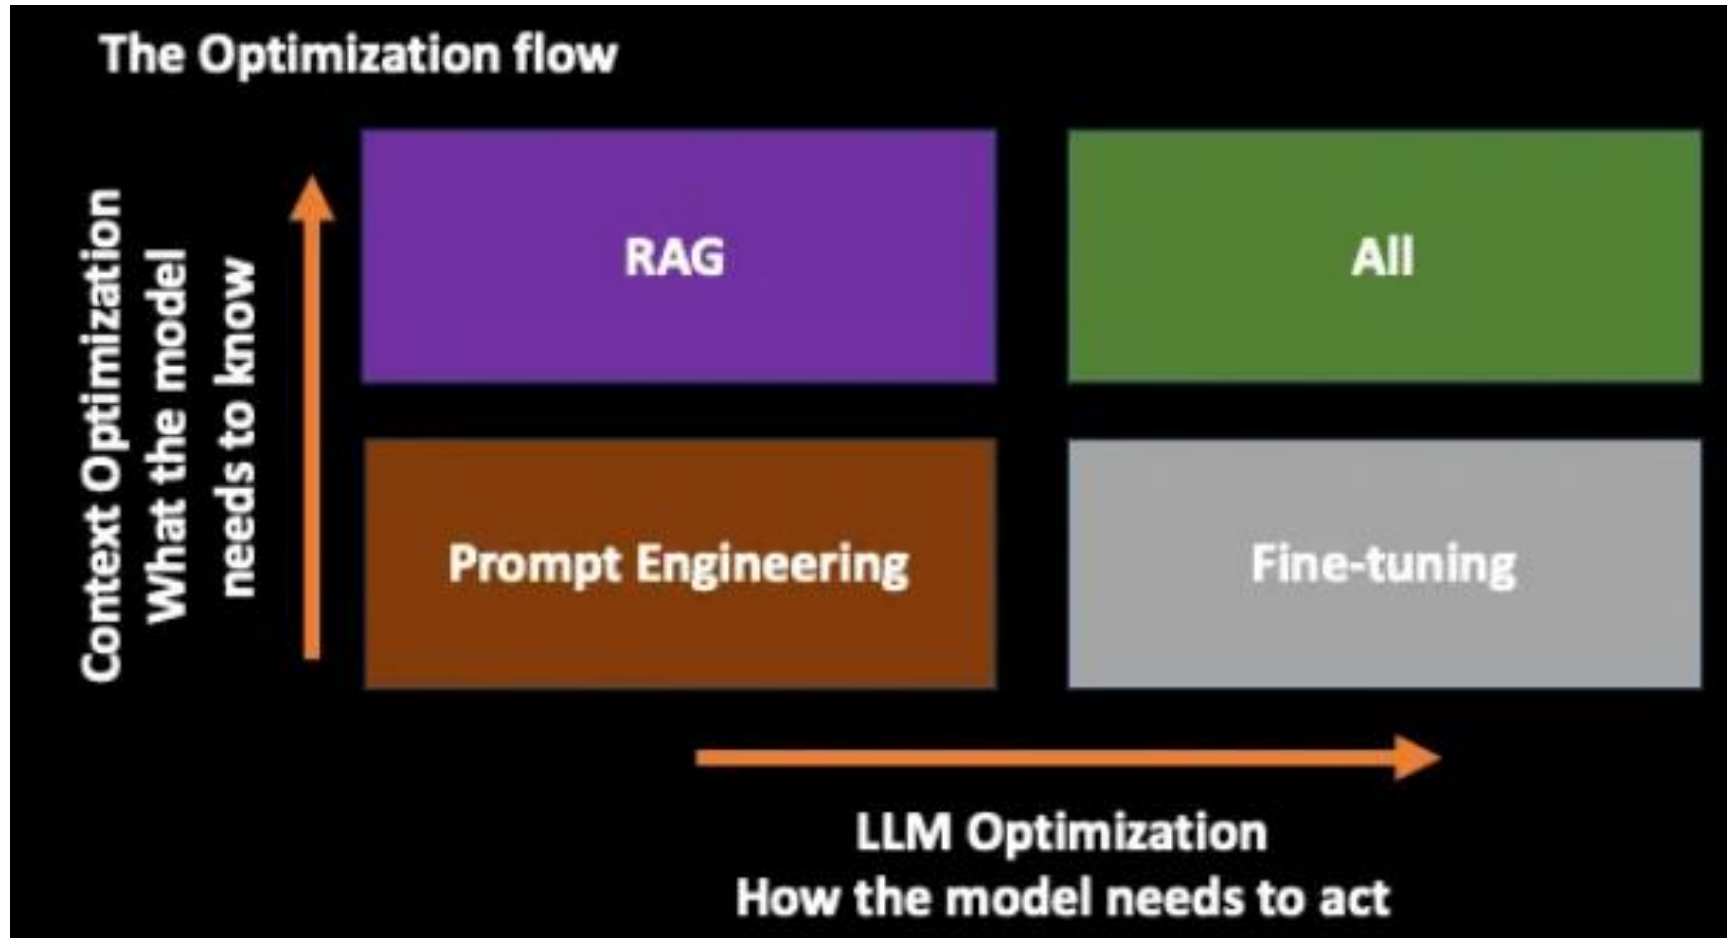 The Optimization flow
Context Optimization
What the model
needs to know
RAG
All
Prompt Engineering
Fine-tuning
LLM Optimization
How the model needs to act